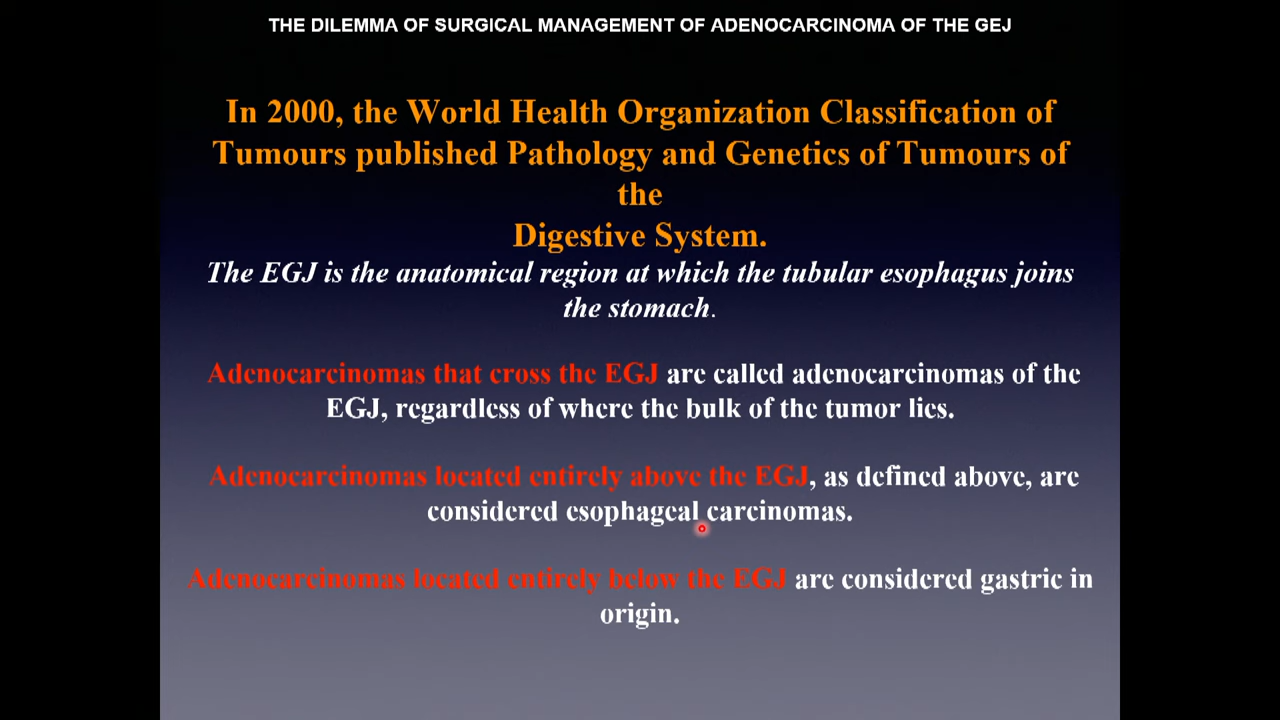 THE DILEMMA OF SURGICAL MANAGEMENT OF ADENOCARCINOMA OF THE GEJ
In 2000, the World Health Organization Classification of
Tumours published Pathology and Genetics of Tumours of
the
Digestive System.
The EGJ is the anatomical region at which the tubular esophagus joins
the stomach.
Adenocarcinomas that cross the EGJ are called adenocarcinomas of the
EGJ, regardless of where the bulk of the tumor lies.
Adenocarcinomas located entirely above the EGJ, as defined above, are
considered esophageal carcinomas.
Adenocarcinomas located entirely below the EGJ are considered gastric in
origin.